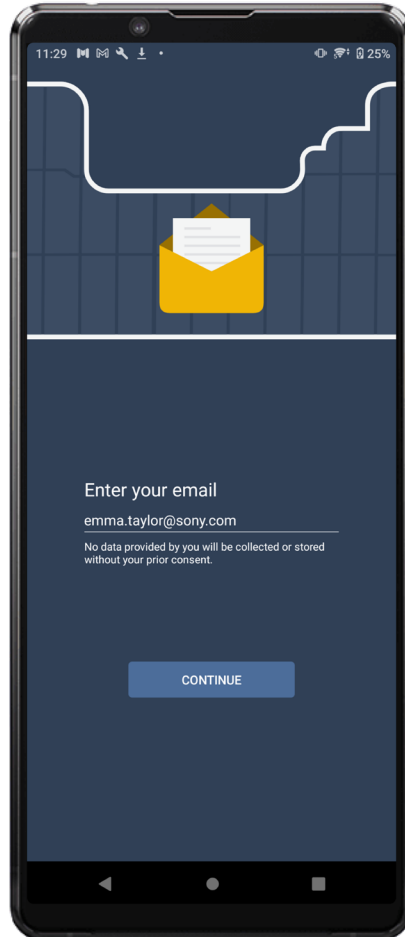 11:29
25%
Enter your email
emma.taylor@sony.com
No data provided by you will be collected or stored
without your prior consent.
CONTINUE